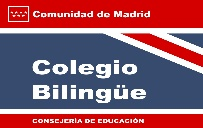 Comunidad de Madrid
Colegio
Bilingüe
CONSEJERÍA DE EDUCACIÓN